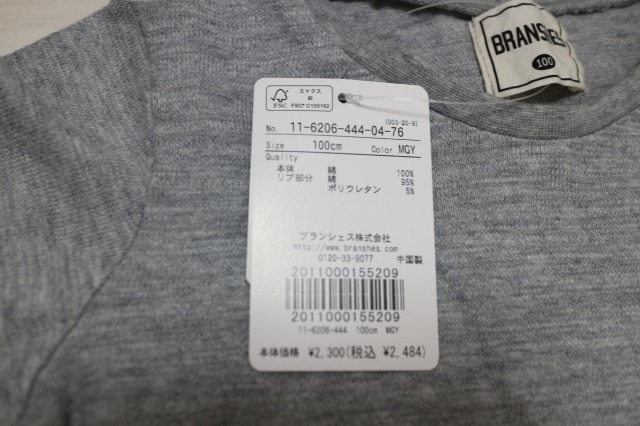 BRANSHES
100
ミックス
紙
FSC
FSC® C105162
(003-20-9)
No. 11-6206-444-04-76
Size 100cm Color MGY
Quality
本体 綿 100%
リブ部分 綿 95%
ポリウレタン 5%
ブランシェス株式会社
http://www.branshes.com
0120-33-9077 中国製
2011000155209
2011000155209
11-6206-444 100cm MGY
本体価格 ¥2,300(税込 ¥2,484)